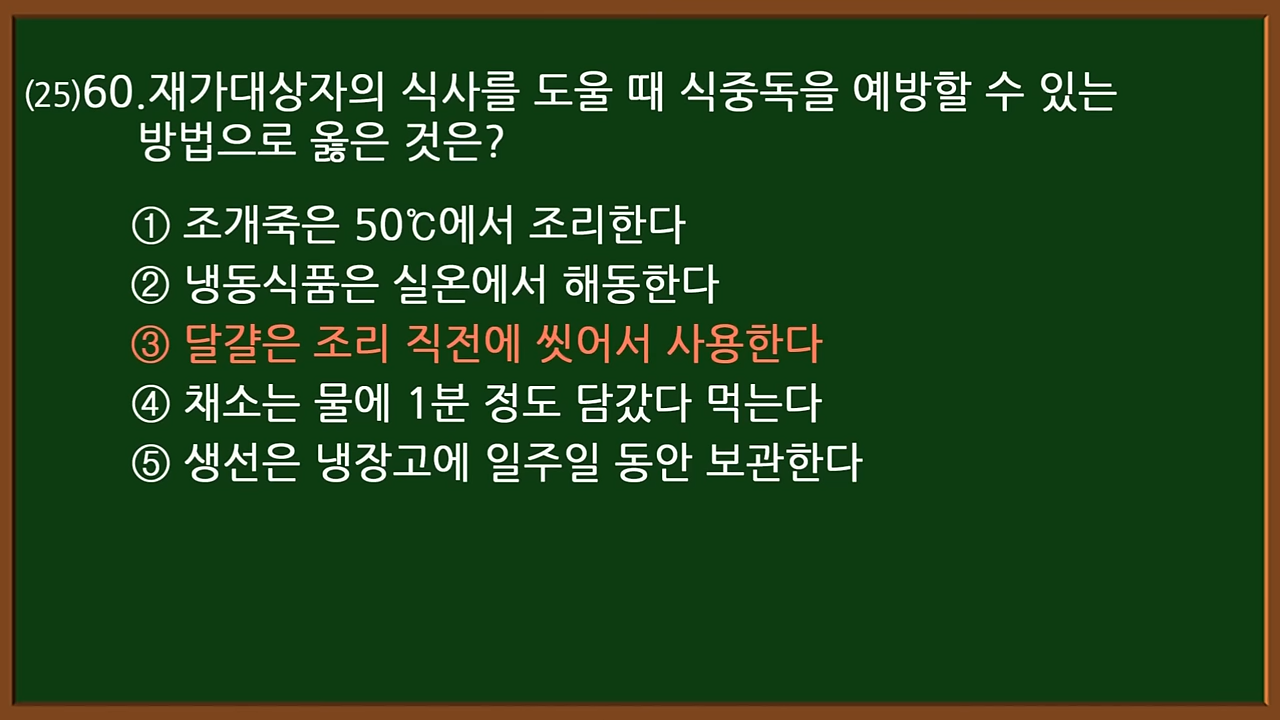 (25)60.재가대상자의 식사를 도울 때 식중독을 예방할 수 있는
방법으로 옳은 것은?
① 조개죽은 50℃에서 조리한다
② 냉동식품은 실온에서 해동한다
③ 달걀은 조리 직전에 씻어서 사용한다
④ 채소는 물에 1분 정도 담갔다 먹는다
⑤ 생선은 냉장고에 일주일 동안 보관한다